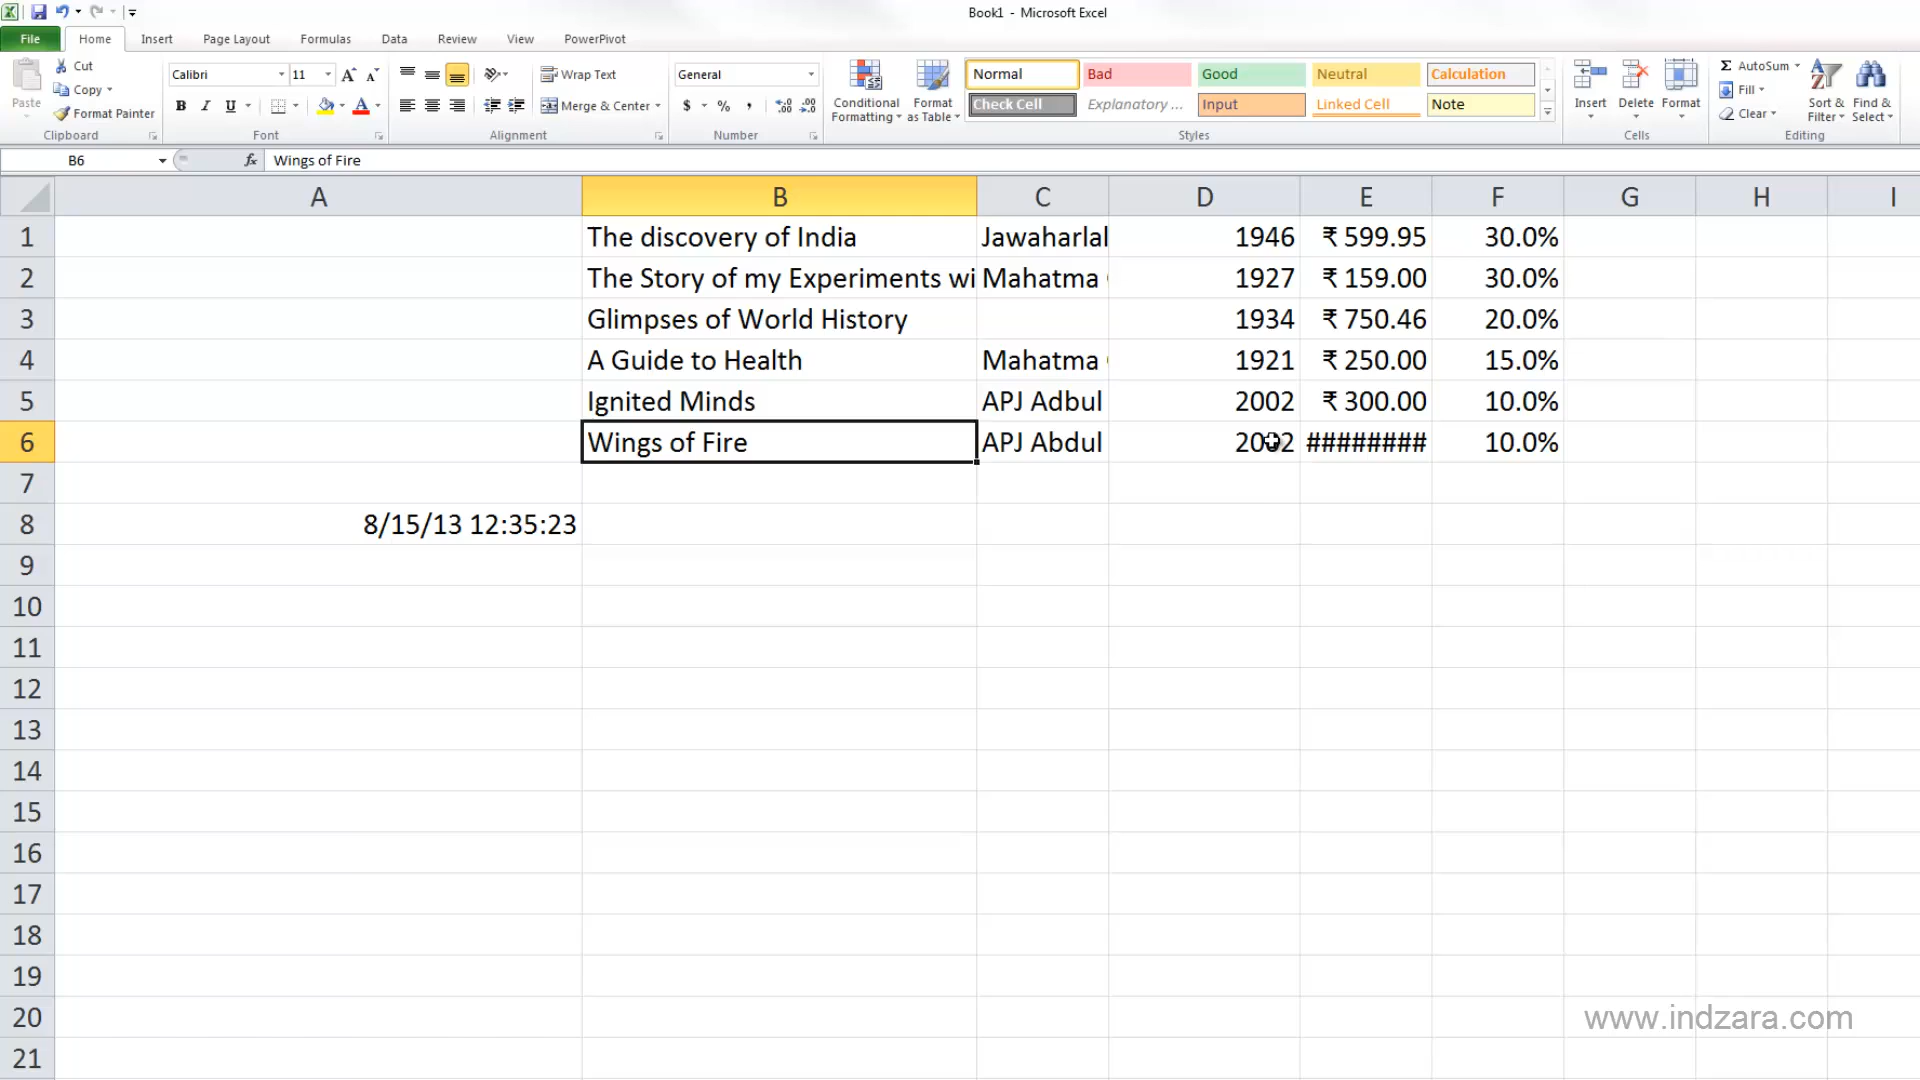 Book1 - Microsoft Excel
File Home Insert Page Layout Formulas Data Review View PowerPivot
Paste Cut Copy Format Painter Clipboard
Calibri 11 B I U Font
Wrap Text Merge & Center Alignment
General $ % , Number
Conditional Formatting Format as Table
Normal Bad Good Neutral Calculation
Check Cell Explanatory ... Input Linked Cell Note
Styles
Insert Delete Format Cells
Σ AutoSum Fill Clear Sort & Filter Find & Select Editing
B6 fx Wings of Fire
A B C D E F G H I
1 The discovery of India Jawaharlal 1946 ₹ 599.95 30.0%
2 The Story of my Experiments wi Mahatma 1927 ₹ 159.00 30.0%
3 Glimpses of World History 1934 ₹ 750.46 20.0%
4 A Guide to Health Mahatma 1921 ₹ 250.00 15.0%
5 Ignited Minds APJ Adbul 2002 ₹ 300.00 10.0%
6 Wings of Fire APJ Abdul 2002 ######## 10.0%
7
8 8/15/13 12:35:23
9
10
11
12
13
14
15
16
17
18
19
20
21
www.indzara.com